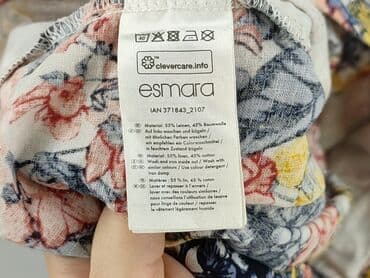 ™ clevercare.info
esmara
IAN 371843_2107
Material: 55% Leinen, 45% Baumwolle
Auf links waschen und bügeln /
mit ähnlichen Farben waschen /
wir empfehlen ein Colorwaschmittel /
in feuchtem Zustand bügeln
Material: 55% linen, 45% cotton
Wash and iron inside out / Wash with
similar colours / Use colour detergent /
Iron damp
Matières : 55 % lin, 45 % coton
Laver et repasser à l'envers /
laver avec des couleurs similaires /
nous conseillons l'utilisation de lessive
pour linge de couleur / repasser
le vêtement légèrement humide